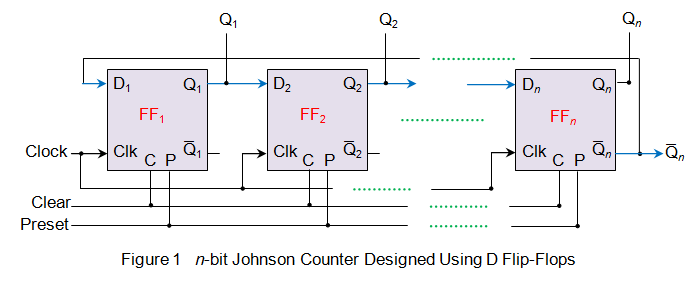 Q₁ Q₂ Qₙ
D₁ Q₁ D₂ Q₂ Dₙ Qₙ
FF₁ FF₂ FFₙ
Clock Clk Q̅₁ Clk Q̅₂ Clk Q̅ₙ Q̅ₙ
C P C P C P
Clear
Preset
Figure 1 n-bit Johnson Counter Designed Using D Flip-Flops